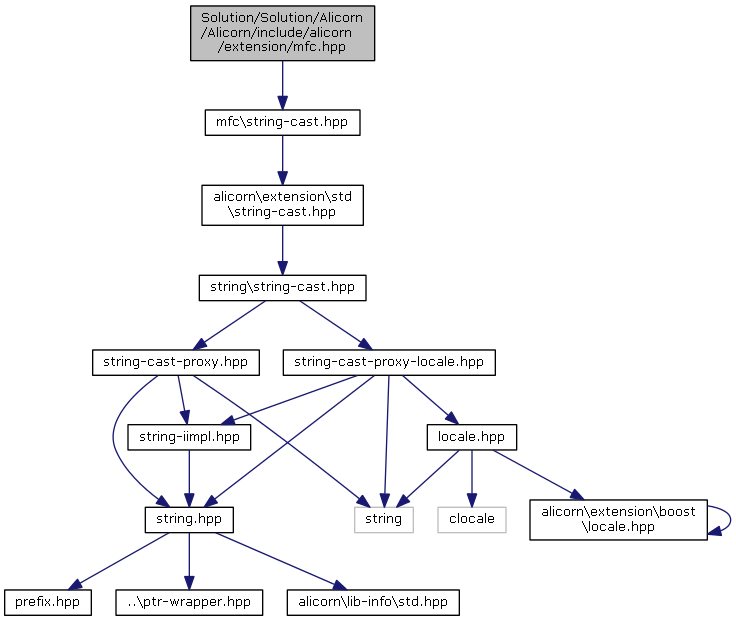 Solution/Solution/Alicorn
/Alicorn/include/alicorn
/extension/mfc.hpp
mfc\string-cast.hpp
alicorn\extension\std
\string-cast.hpp
string\string-cast.hpp
string-cast-proxy.hpp
string-cast-proxy-locale.hpp
string-iimpl.hpp
locale.hpp
string.hpp
string
clocale
alicorn\extension\boost
\locale.hpp
prefix.hpp
..\ptr-wrapper.hpp
alicorn\lib-info\std.hpp